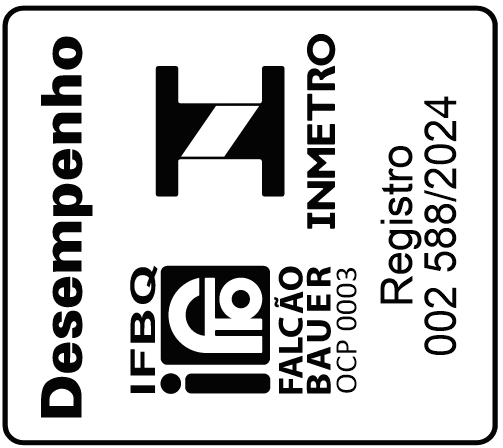 Desempenho
IFBQ
FALCÃO
BAUER
OCP 0003
INMETRO
Registro
002 588/2024